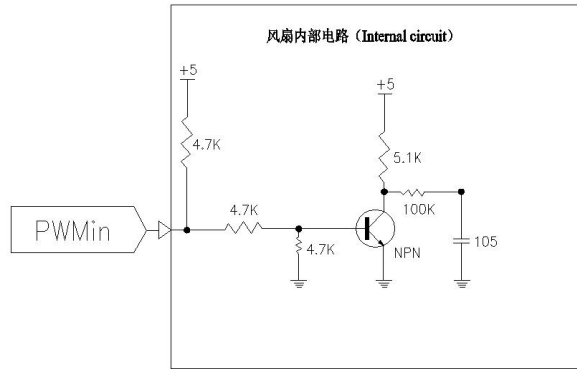 风扇内部电路（Internal circuit）
+5
+5
4.7K
5.1K
100K
4.7K
PWMin
4.7K
NPN
105